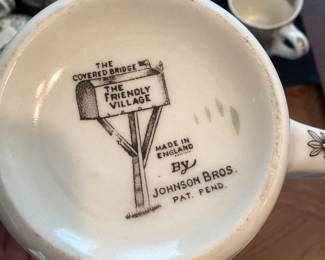 THE
COVERED BRIDGE
THE
FRIENDLY
VILLAGE
MADE IN
ENGLAND
By
JOHNSON BROS.
PAT. PEND.